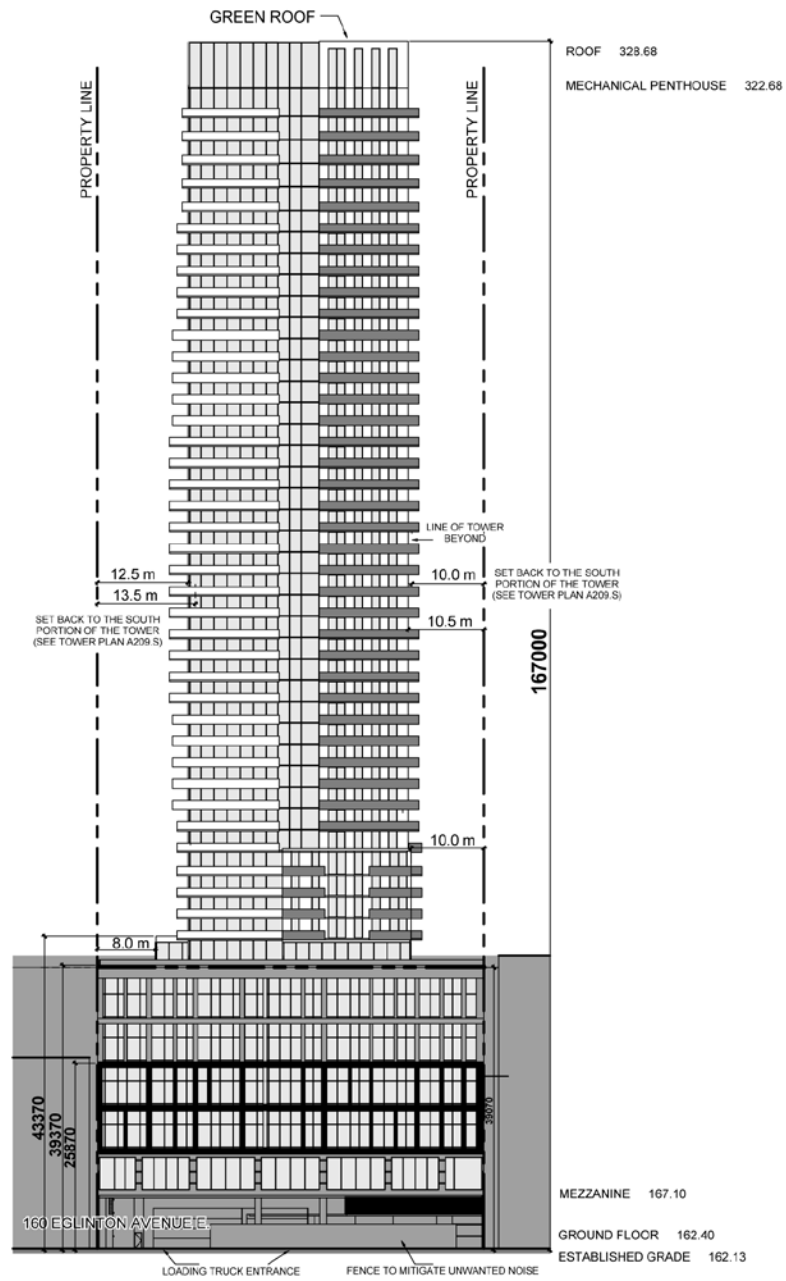 GREEN ROOF
ROOF 328.68
MECHANICAL PENTHOUSE 322.68
PROPERTY LINE
PROPERTY LINE
LINE OF TOWER
BEYOND
12.5 m
13.5 m
SET BACK TO THE SOUTH
PORTION OF THE TOWER
(SEE TOWER PLAN A209.S)
10.0 m
SET BACK TO THE SOUTH
PORTION OF THE TOWER
(SEE TOWER PLAN A209.S)
10.5 m
167000
10.0 m
8.0 m
43370
39370
25870
39070
MEZZANINE 167.10
160 EGLINTON AVENUE E.
GROUND FLOOR 162.40
ESTABLISHED GRADE 162.13
LOADING TRUCK ENTRANCE
FENCE TO MITIGATE UNWANTED NOISE